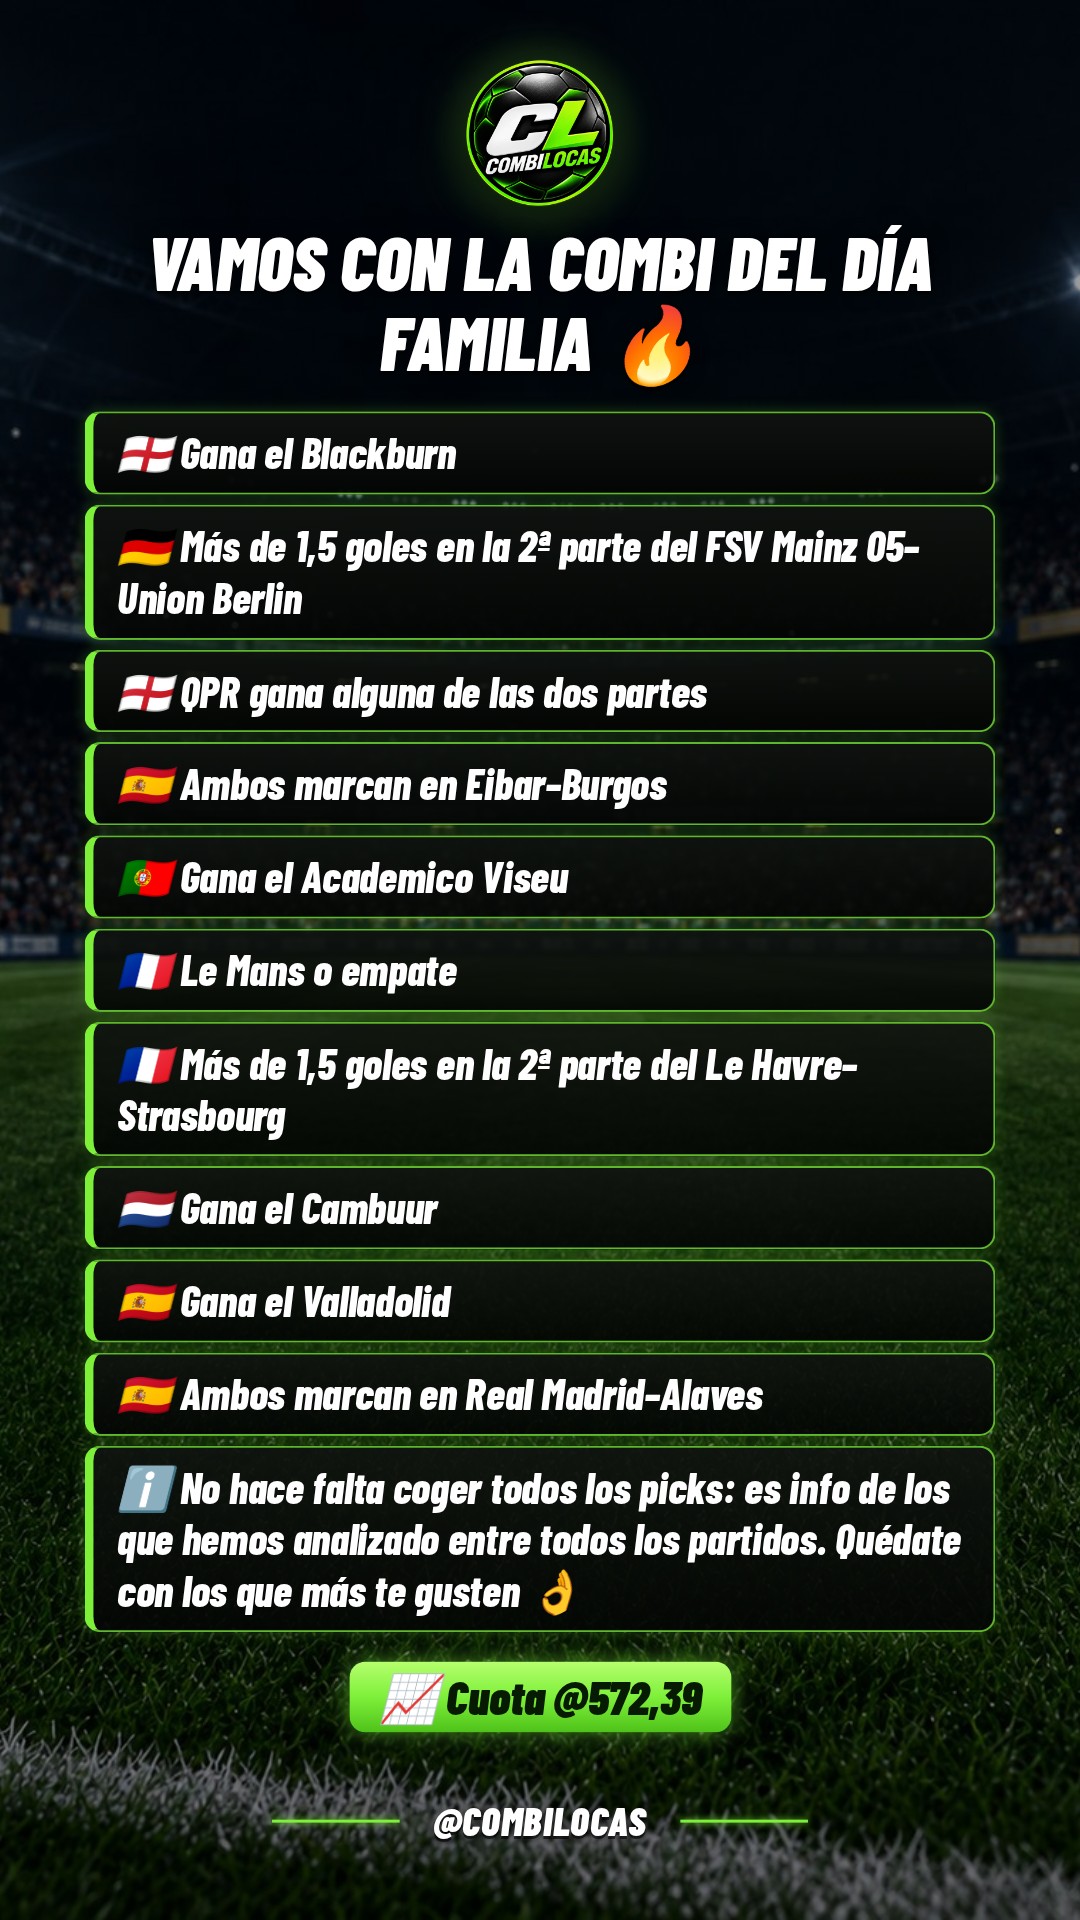 CL
COMBILOCAS
VAMOS CON LA COMBI DEL DÍA
FAMILIA 🔥
🏴󠁧󠁢󠁥󠁮󠁧󠁿 Gana el Blackburn
🇩🇪 Más de 1,5 goles en la 2ª parte del FSV Mainz 05-
Union Berlin
🏴󠁧󠁢󠁥󠁮󠁧󠁿 QPR gana alguna de las dos partes
🇪🇸 Ambos marcan en Eibar-Burgos
🇵🇹 Gana el Academico Viseu
🇫🇷 Le Mans o empate
🇫🇷 Más de 1,5 goles en la 2ª parte del Le Havre-
Strasbourg
🇳🇱 Gana el Cambuur
🇪🇸 Gana el Valladolid
🇪🇸 Ambos marcan en Real Madrid-Alaves
ℹ️ No hace falta coger todos los picks: es info de los
que hemos analizado entre todos los partidos. Quédate
con los que más te gusten 👌
📈 Cuota @572,39
@COMBILOCAS